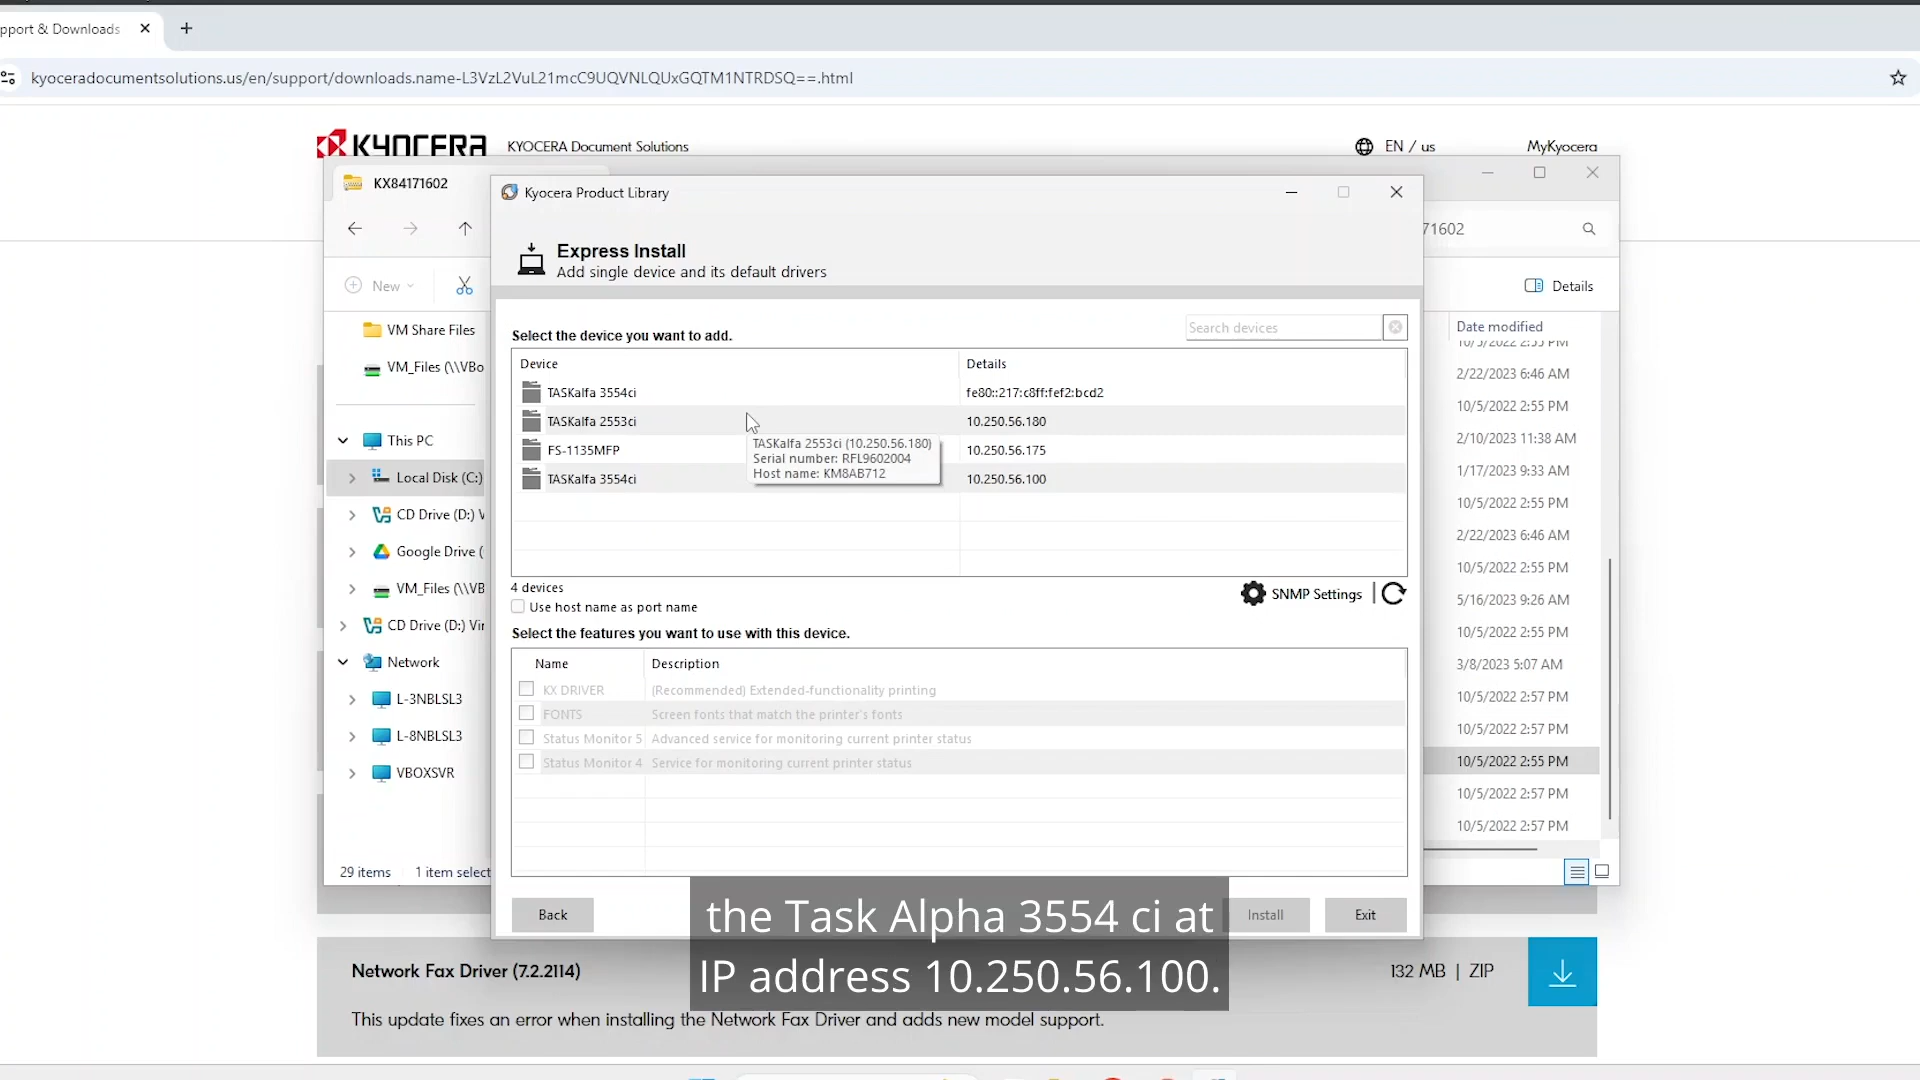 pport & Downloads
kyoceradocumentsolutions.us/en/support/downloads.name-L3VzL2VuL21mcC9UQVNLQUxGQTM1NTRDSQ==.html
KYOCERA KYOCERA Document Solutions EN / us MyKyocera
KX84171602
Kyocera Product Library
71602
Express Install
Add single device and its default drivers
New
Details
VM Share Files
VM_Files (\\VBo
This PC
Local Disk (C:)
CD Drive (D:) V
Google Drive (
VM_Files (\\VB
CD Drive (D:) Vir
Network
L-3NBLSL3
L-8NBLSL3
VBOXSVR
29 items 1 item select
Select the device you want to add.
Search devices
Device Details
TASKalfa 3554ci fe80::217:c8ff:fef2:bcd2
TASKalfa 2553ci 10.250.56.180
FS-1135MFP 10.250.56.175
TASKalfa 3554ci 10.250.56.100
TASKalfa 2553ci (10.250.56.180)
Serial number: RFL9602004
Host name: KM8AB712
4 devices
SNMP Settings
Use host name as port name
Select the features you want to use with this device.
Name Description
KX DRIVER (Recommended) Extended-functionality printing
FONTS Screen fonts that match the printer's fonts
Status Monitor 5 Advanced service for monitoring current printer status
Status Monitor 4 Service for monitoring current printer status
Back Install Exit
Date modified
10/5/2022 2:55 PM
2/22/2023 6:46 AM
10/5/2022 2:55 PM
2/10/2023 11:38 AM
1/17/2023 9:33 AM
10/5/2022 2:55 PM
2/22/2023 6:46 AM
10/5/2022 2:55 PM
5/16/2023 9:26 AM
10/5/2022 2:55 PM
3/8/2023 5:07 AM
10/5/2022 2:57 PM
10/5/2022 2:57 PM
10/5/2022 2:55 PM
10/5/2022 2:57 PM
10/5/2022 2:57 PM
the Task Alpha 3554 ci at
IP address 10.250.56.100.
Network Fax Driver (7.2.2114) 132 MB | ZIP
This update fixes an error when installing the Network Fax Driver and adds new model support.